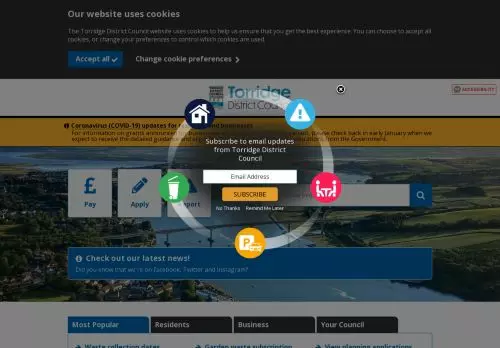 Our website uses cookies
The Torridge District Council website uses cookies to help us ensure that you get the best experience. You can choose to accept all
cookies, or change your preferences to control which cookies are used.
Accept all
Change cookie preferences
Torridge
District Council
ACCESSIBILITY
Coronavirus (COVID-19) updates for
For information on grants announced
please check back in early January when we
expect to receive the detailed guidance and
from the Government.
Subscribe to email updates
from Torridge District
Council
Email Address
SUBSCRIBE
No Thanks Remind Me Later
Pay
Apply
Report
Check out our latest news!
Did you know that we're on Facebook, Twitter and Instagram?
Most Popular
Residents
Business
Your Council
Waste collection dates
Garden waste subscription
View planning applications